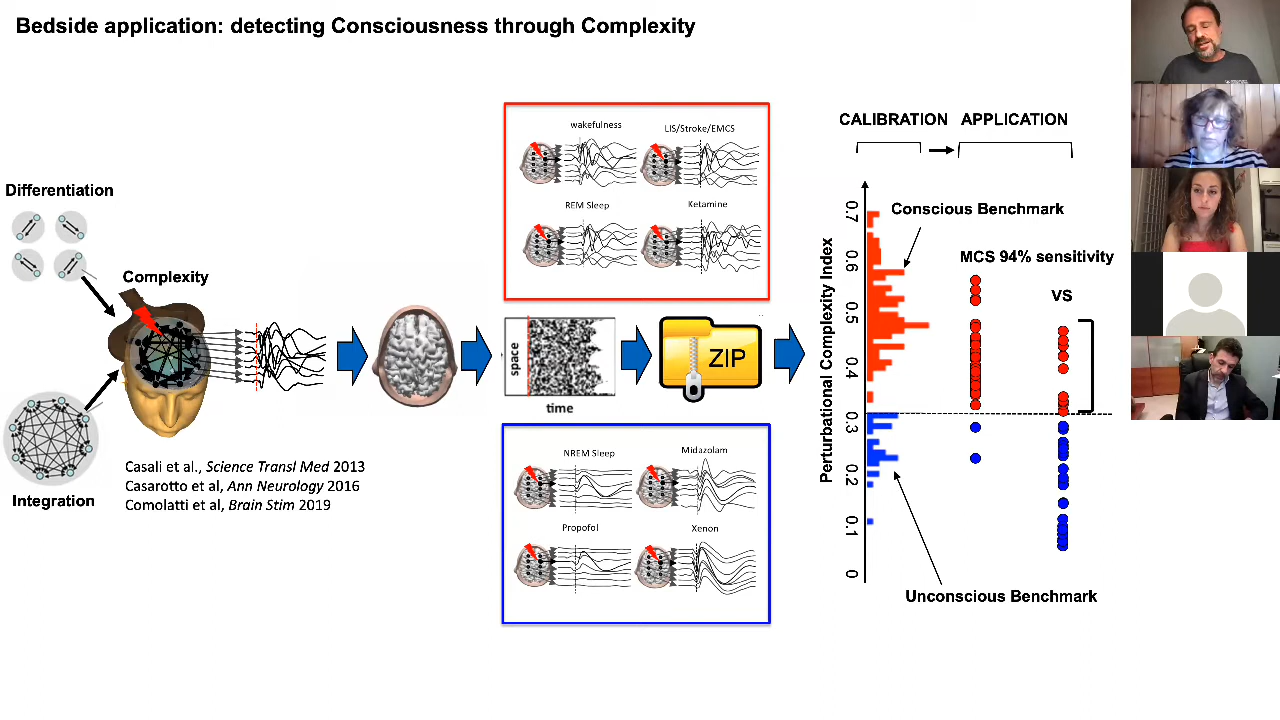 Bedside application: detecting Consciousness through Complexity
Differentiation
Complexity
Integration
Casali et al., Science Transl Med 2013
Casarotto et al, Ann Neurology 2016
Comolatti et al, Brain Stim 2019
wakefulness
LIS/Stroke/EMCS
REM Sleep
Ketamine
space
time
ZIP
NREM Sleep
Midazolam
Propofol
Xenon
CALIBRATION
APPLICATION
Perturbational Complexity Index
0.7
0.6
0.5
0.4
0.3
0.2
0.1
0
Conscious Benchmark
MCS 94% sensitivity
VS
Unconscious Benchmark